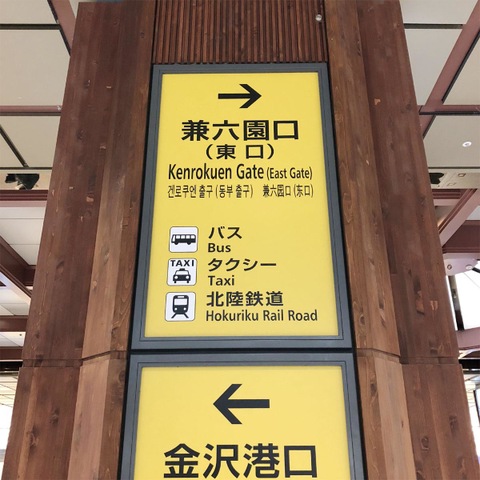 →
兼六園口
(東口)
Kenrokuen Gate (East Gate)
겐로쿠엔 출구 (동부 출구) 兼六园口 (东口)
バス
Bus
TAXI タクシー
Taxi
北陸鉄道
Hokuriku Rail Road
←
金沢港口